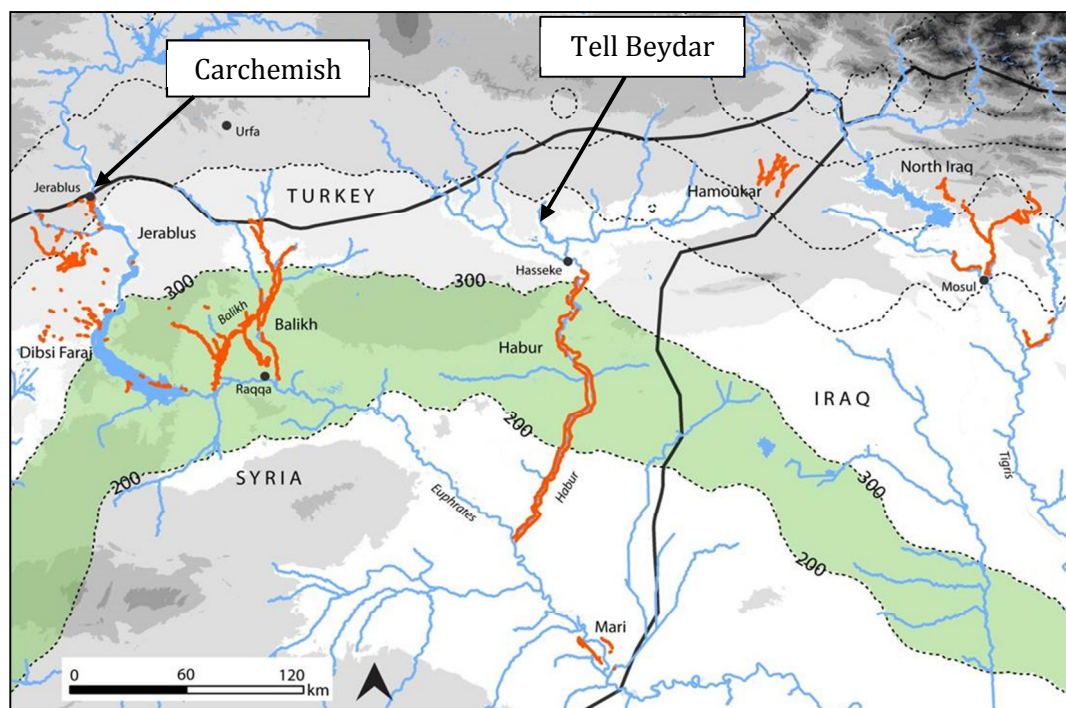 Carchemish
Tell Beydar
Urfa
Jerablus
TURKEY
Hamoukar
North Iraq
Jerablus
Hasseke
Mosul
300
300
Balikh
Balikh
Habur
Dibsi Faraj
Raqqa
IRAQ
200
200
SYRIA
Euphrates
Habur
Tigris
300
200
Mari
0 60 120
km